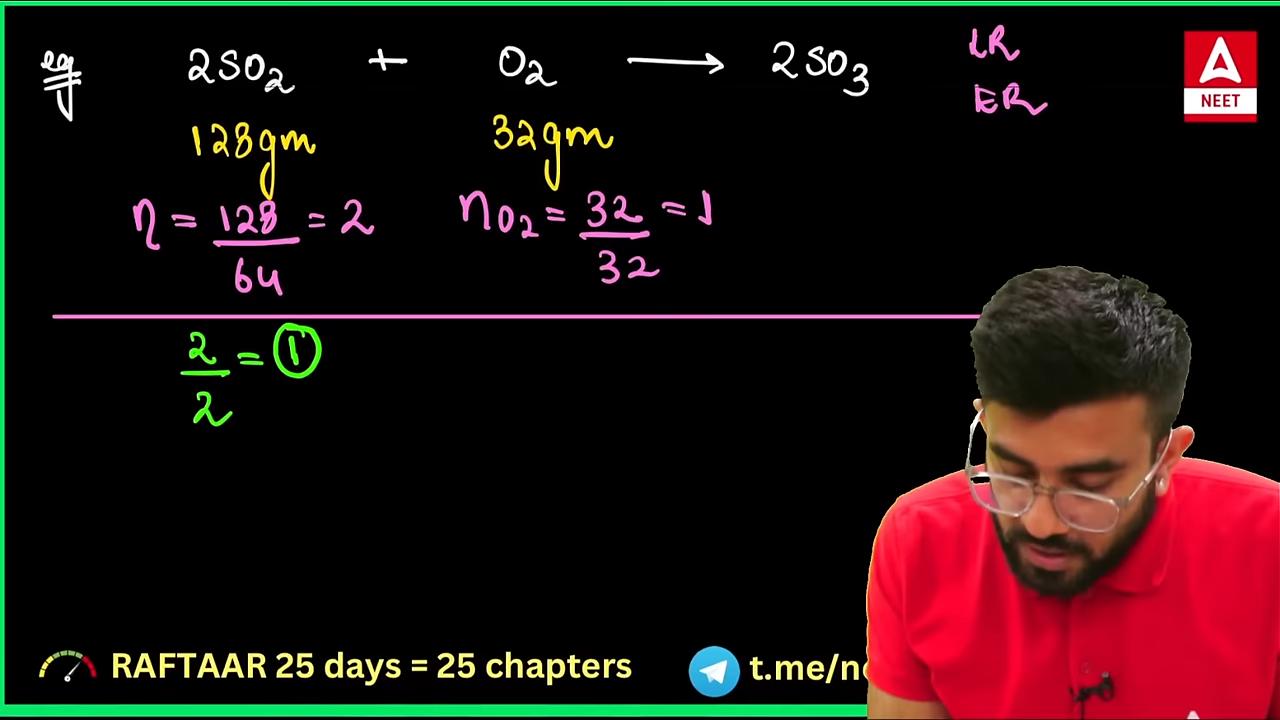 eg 2SO₂ + O₂ → 2SO₃ LR
ER
NEET
128gm 32gm
n = 128/64 = 2 nO₂ = 32/32 = 1
2/2 = ①
RAFTAAR 25 days = 25 chapters t.me/ne